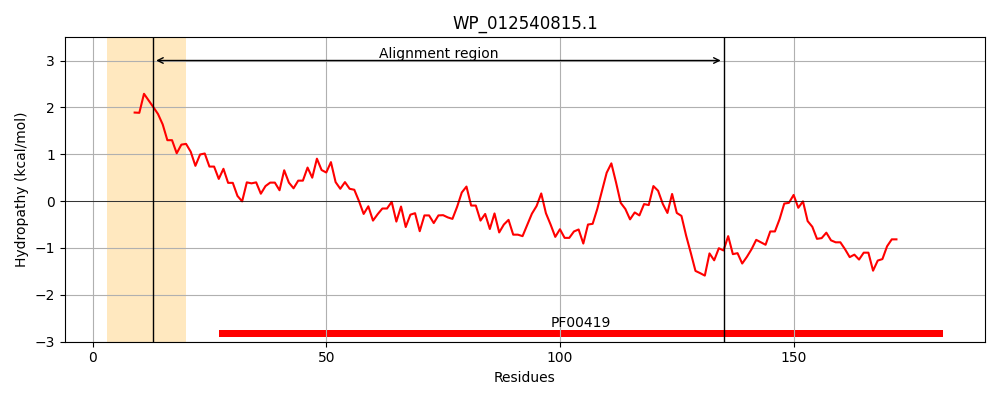 WP_012540815.1
Alignment region
3
2
1
0
−1
−2
−3
Hydropathy (kcal/mol)
PF00419
0 50 100 150
Residues